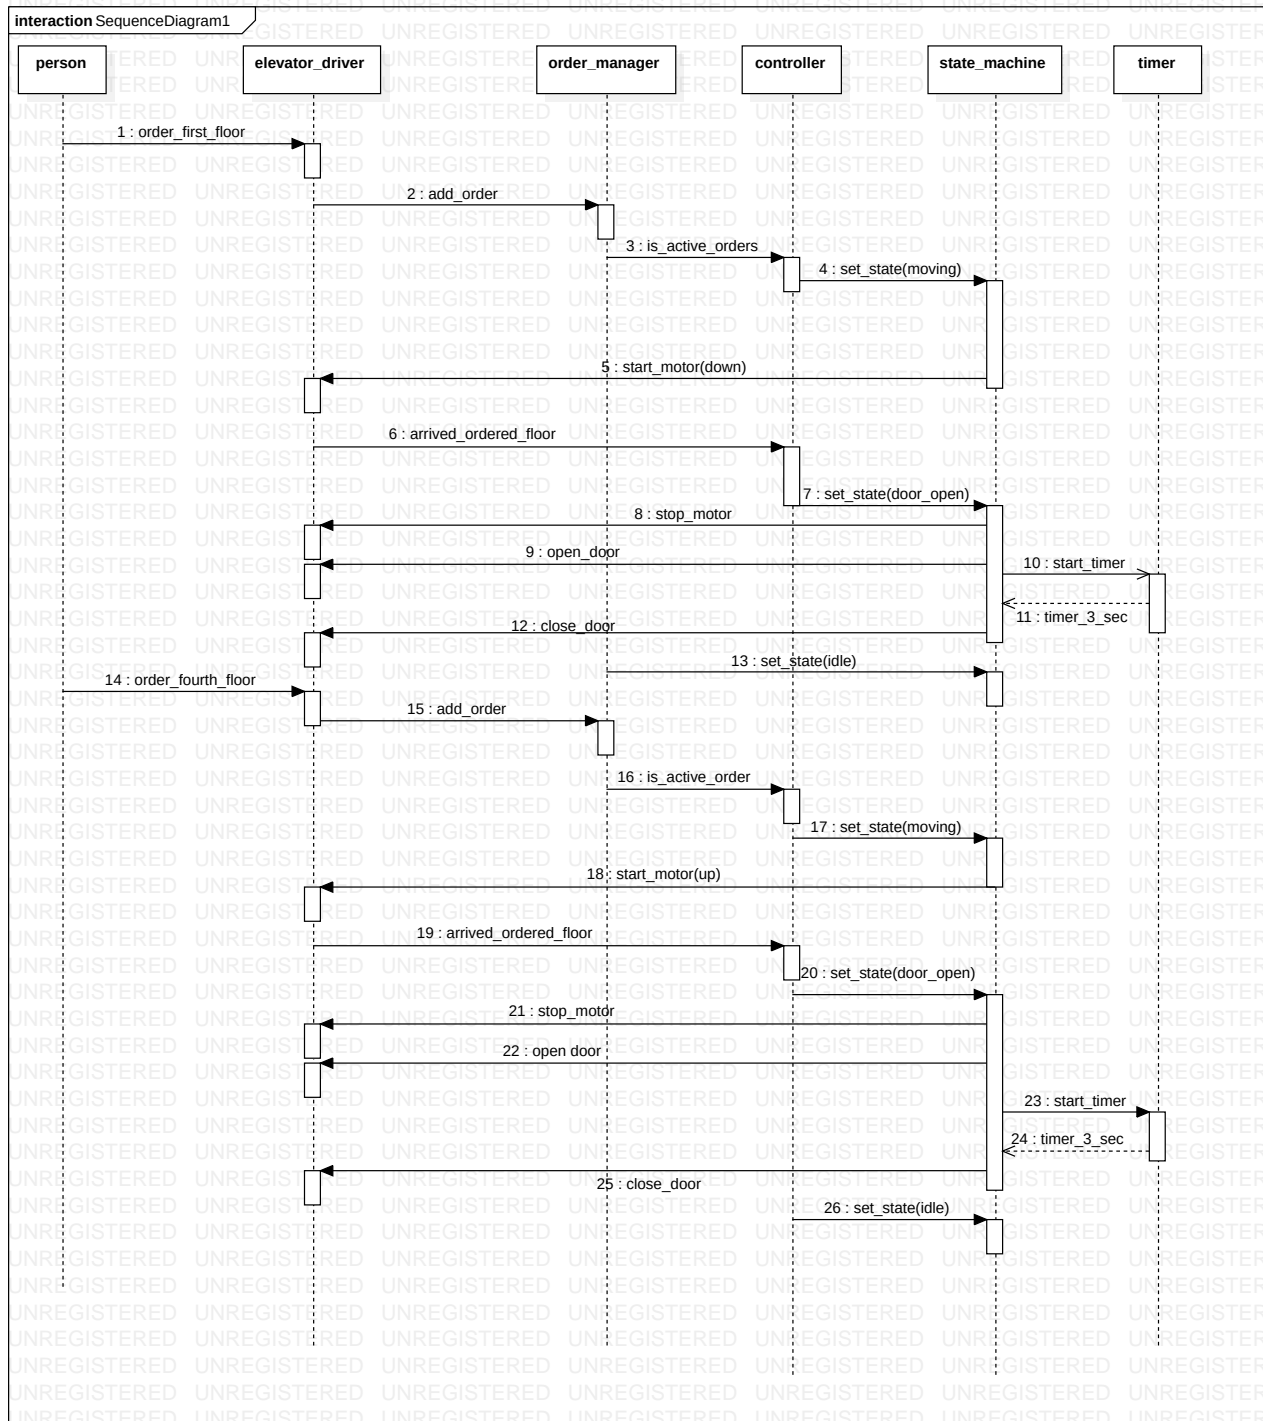 interaction SequenceDiagram1
person
elevator_driver
order_manager
controller
state_machine
timer
1 : order_first_floor
2 : add_order
3 : is_active_orders
4 : set_state(moving)
5 : start_motor(down)
6 : arrived_ordered_floor
7 : set_state(door_open)
8 : stop_motor
9 : open_door
10 : start_timer
11 : timer_3_sec
12 : close_door
13 : set_state(idle)
14 : order_fourth_floor
15 : add_order
16 : is_active_order
17 : set_state(moving)
18 : start_motor(up)
19 : arrived_ordered_floor
20 : set_state(door_open)
21 : stop_motor
22 : open door
23 : start_timer
24 : timer_3_sec
25 : close_door
26 : set_state(idle)
UNREGISTERED